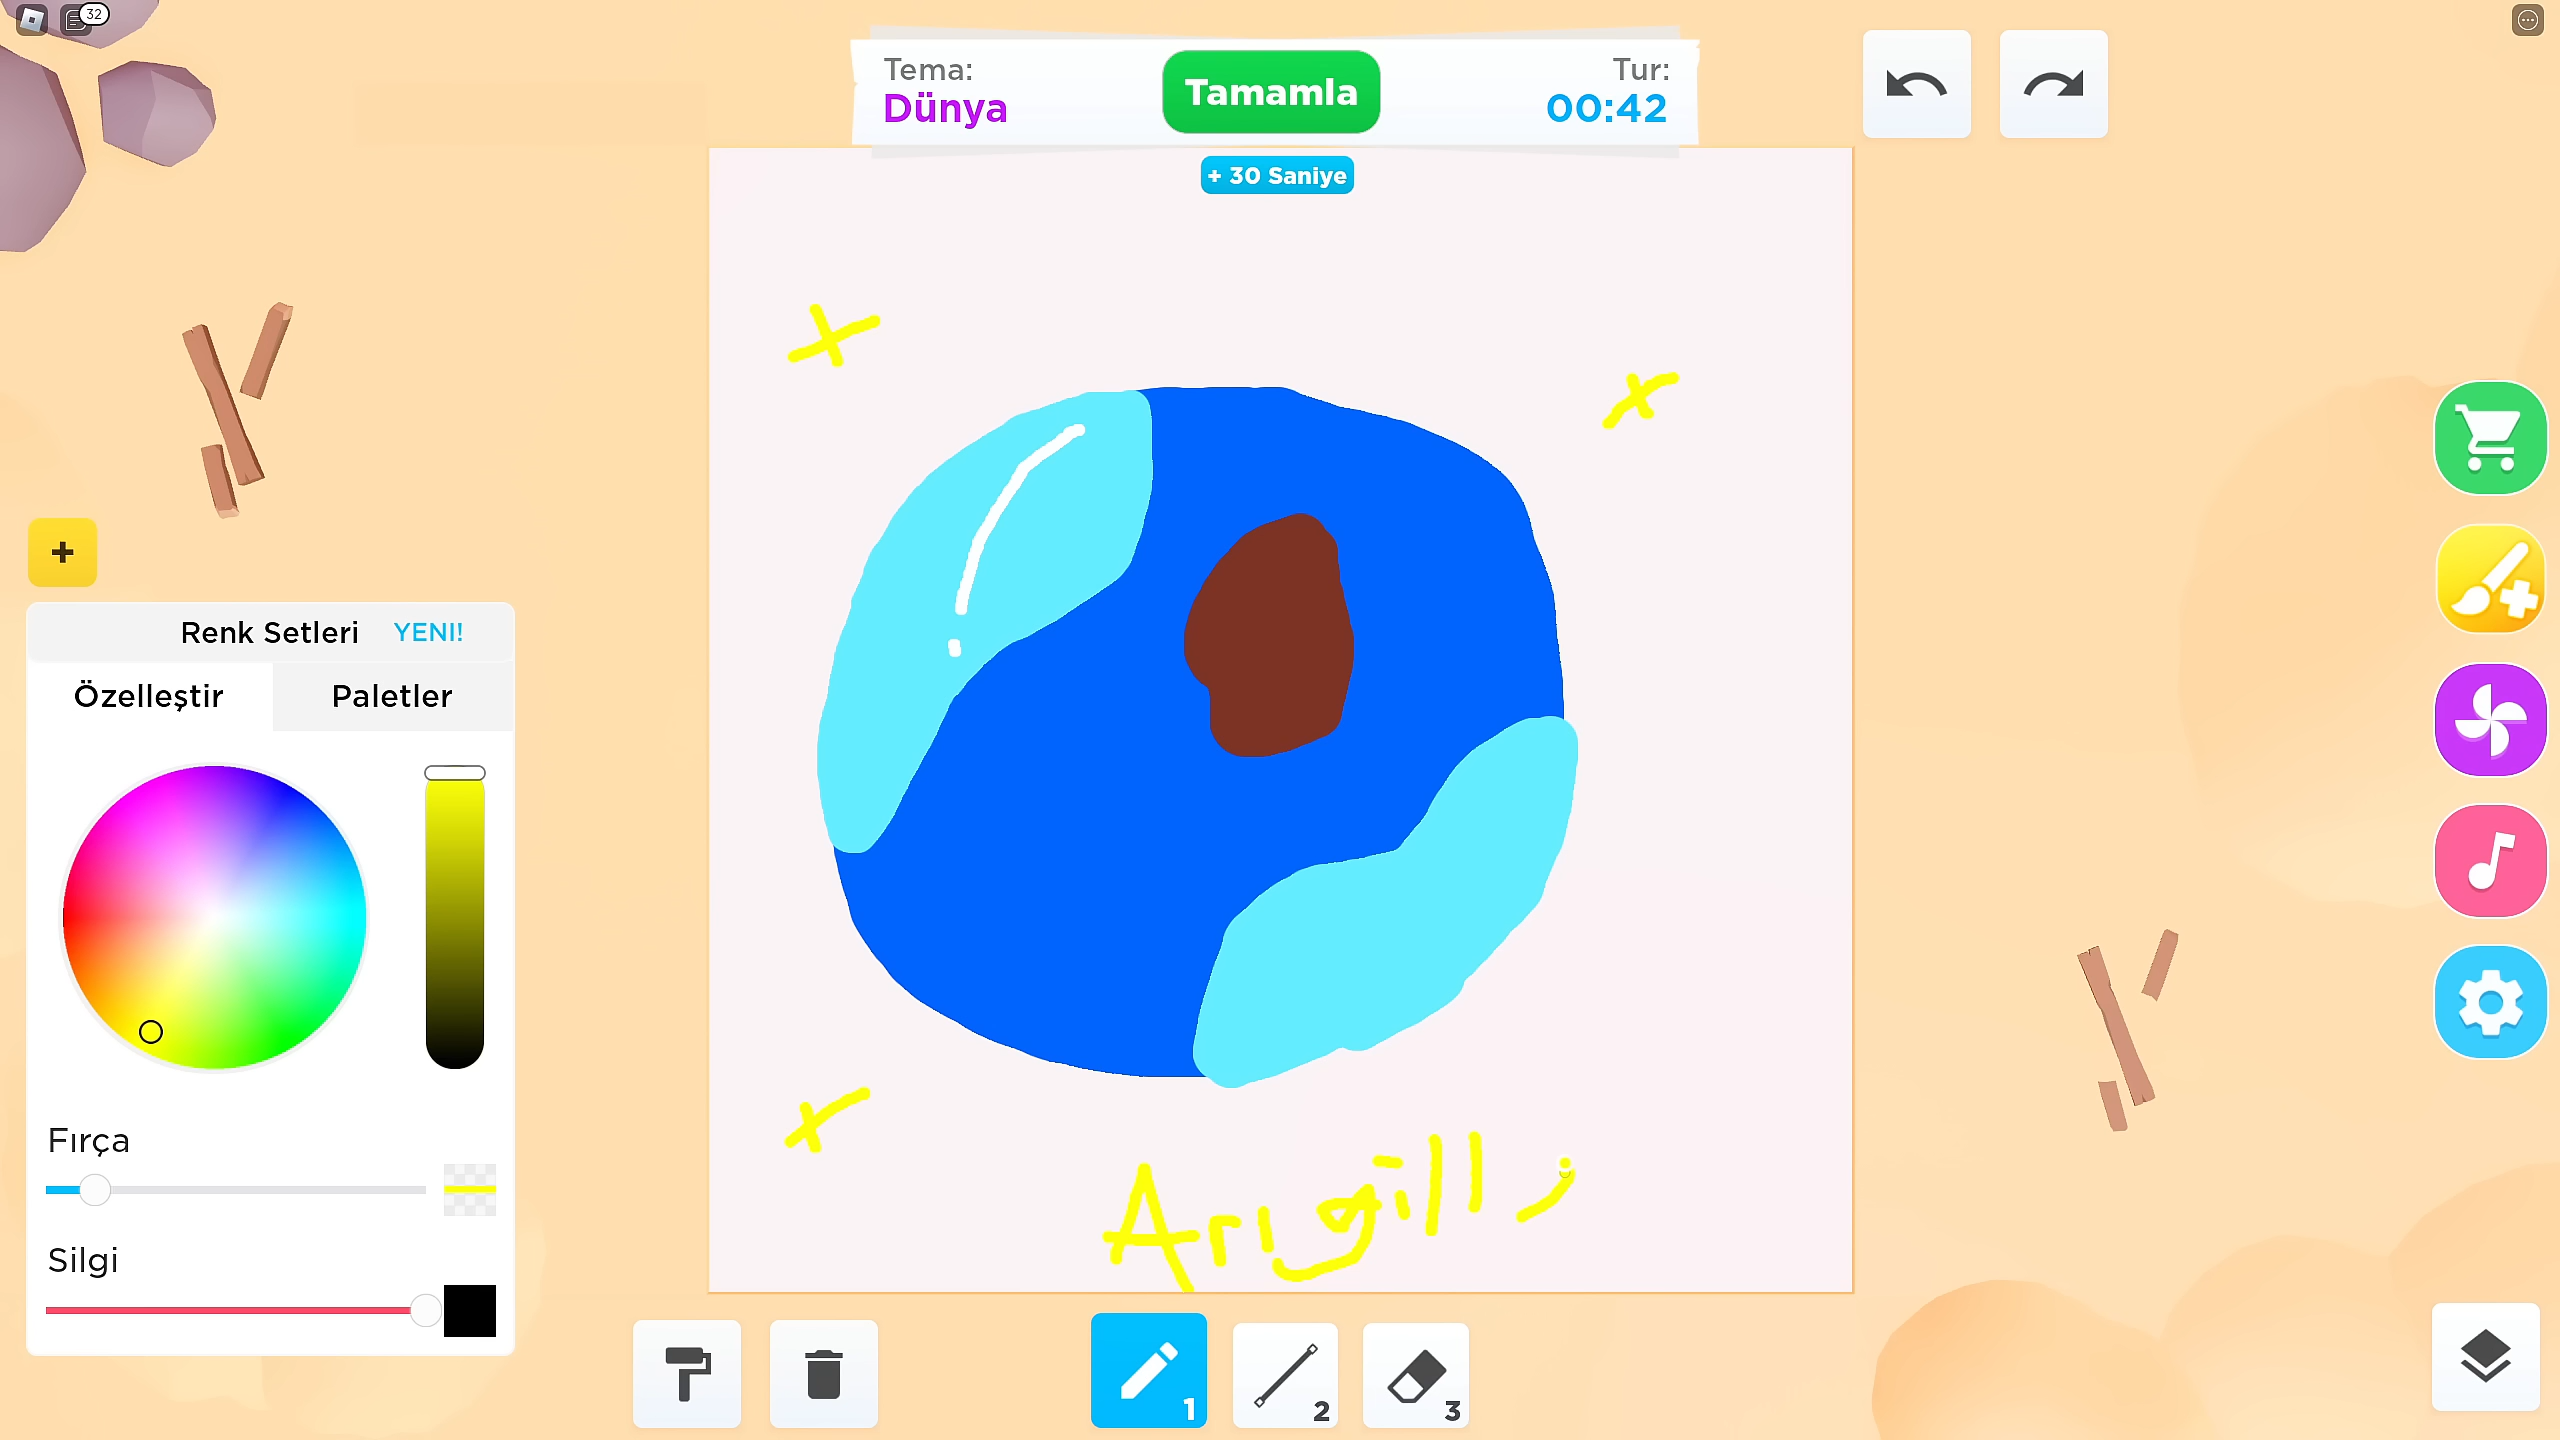 32
Tema:
Dünya
Tamamla
Tur:
00:42
+ 30 Saniye
+
Renk Setleri YENI!
Özelleştir Paletler
Fırça
Silgi
1
2
3